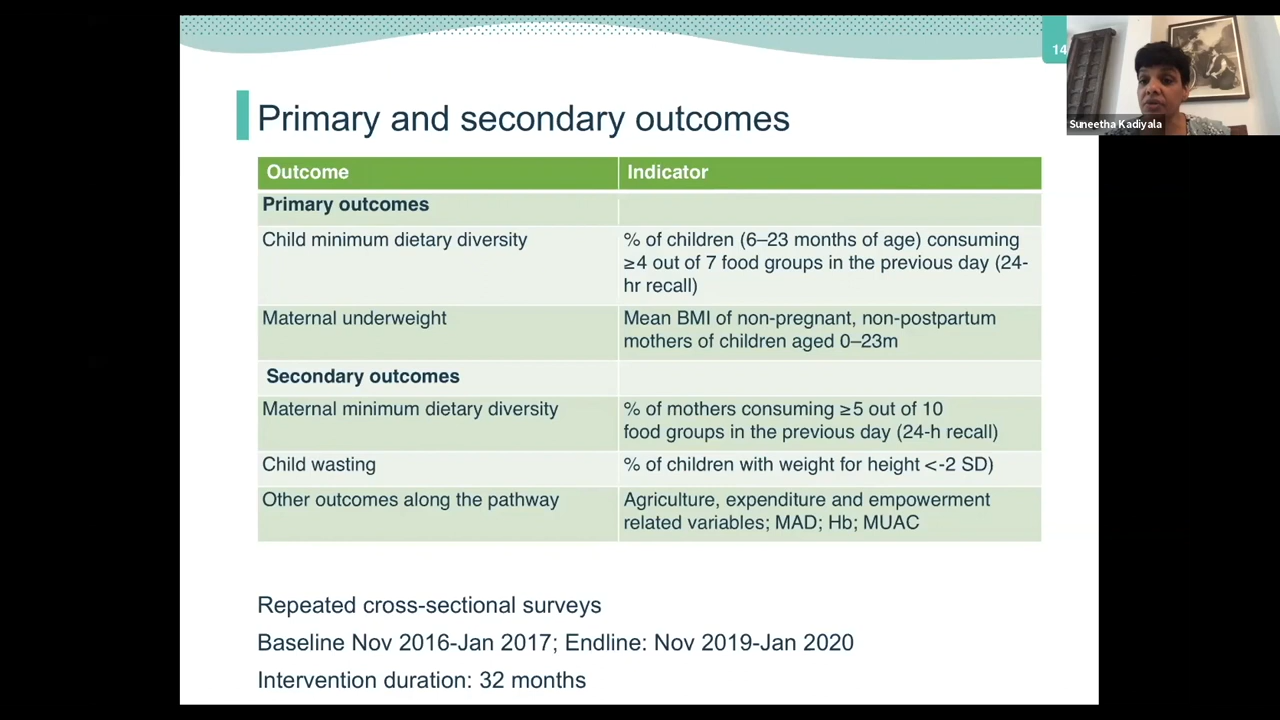 14
Suneetha Kadiyala
Primary and secondary outcomes
Outcome Indicator
Primary outcomes
Child minimum dietary diversity % of children (6–23 months of age) consuming
≥4 out of 7 food groups in the previous day (24-
hr recall)
Maternal underweight Mean BMI of non-pregnant, non-postpartum
mothers of children aged 0–23m
Secondary outcomes
Maternal minimum dietary diversity % of mothers consuming ≥5 out of 10
food groups in the previous day (24-h recall)
Child wasting % of children with weight for height <-2 SD)
Other outcomes along the pathway Agriculture, expenditure and empowerment
related variables; MAD; Hb; MUAC
Repeated cross-sectional surveys
Baseline Nov 2016-Jan 2017; Endline: Nov 2019-Jan 2020
Intervention duration: 32 months